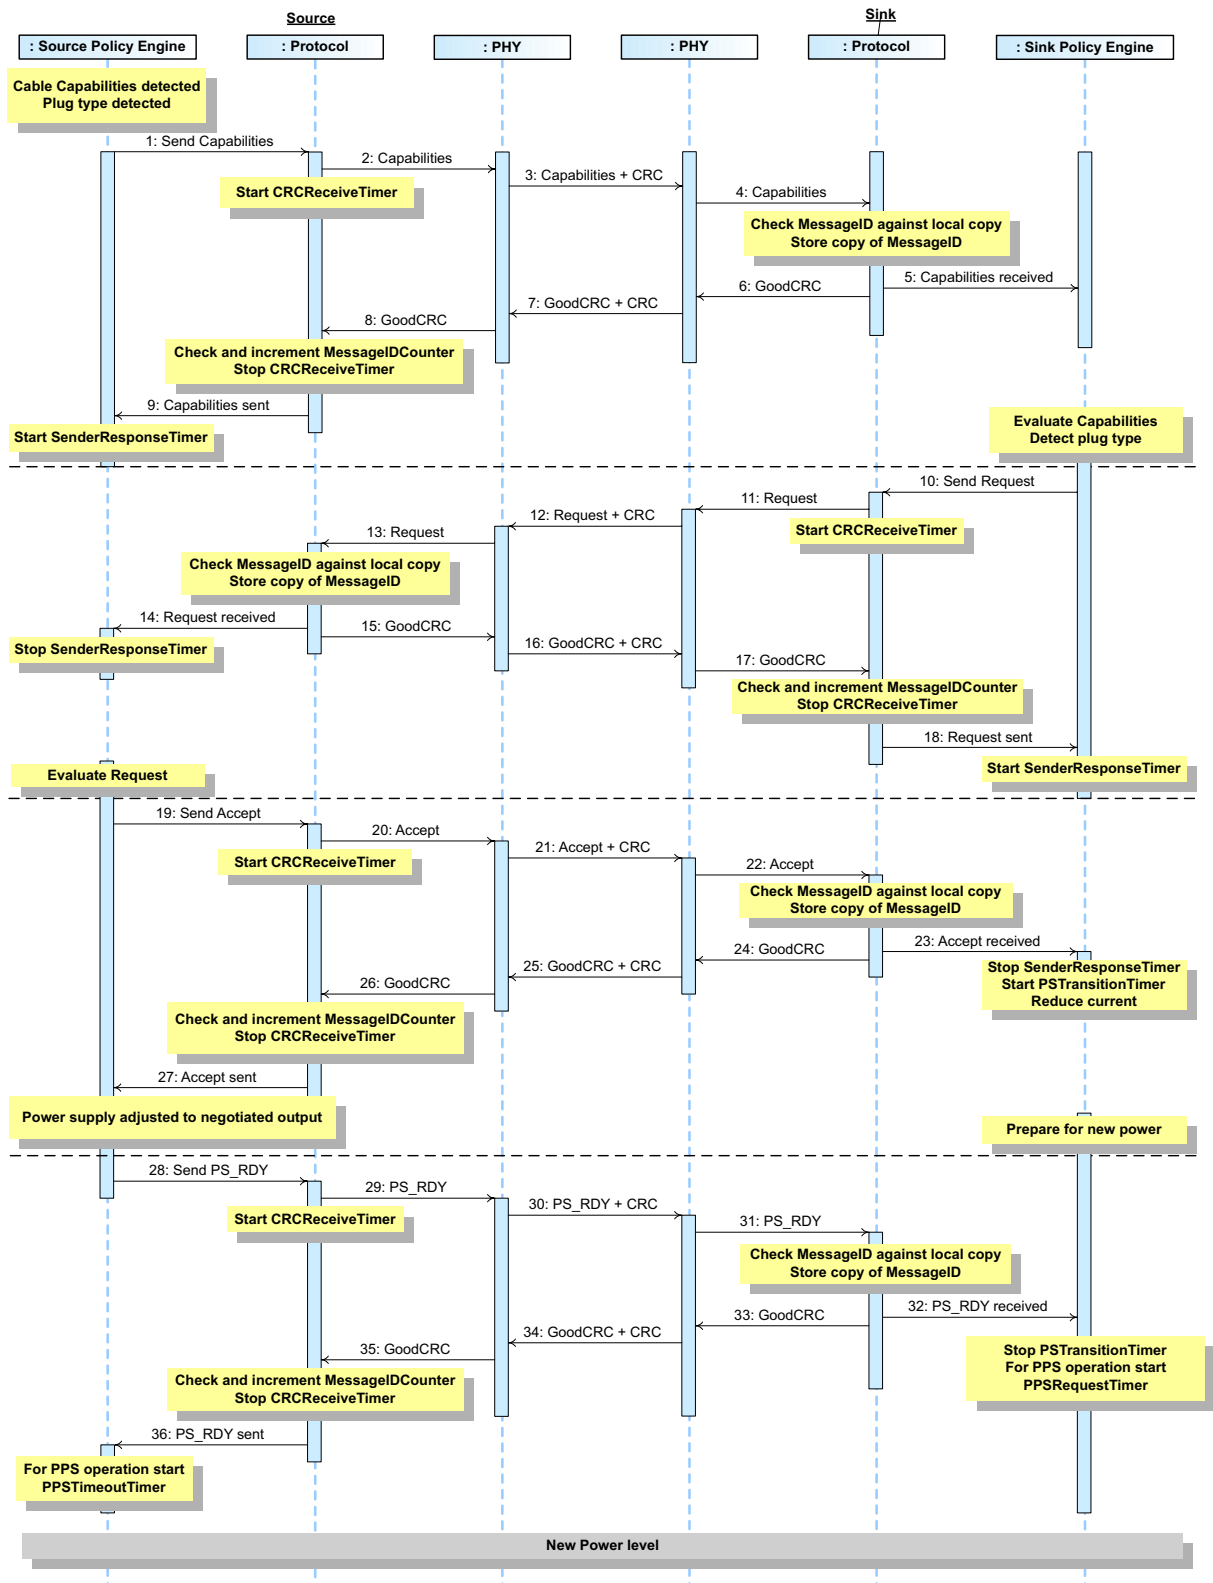 Source
Sink
: Source Policy Engine
: Protocol
: PHY
: PHY
: Protocol
: Sink Policy Engine
Cable Capabilities detected
Plug type detected
1: Send Capabilities
2: Capabilities
3: Capabilities + CRC
Start CRCReceiveTimer
4: Capabilities
Check MessageID against local copy
Store copy of MessageID
5: Capabilities received
6: GoodCRC
7: GoodCRC + CRC
8: GoodCRC
Check and increment MessageIDCounter
Stop CRCReceiveTimer
9: Capabilities sent
Start SenderResponseTimer
Evaluate Capabilities
Detect plug type
10: Send Request
11: Request
12: Request + CRC
Start CRCReceiveTimer
13: Request
Check MessageID against local copy
Store copy of MessageID
14: Request received
15: GoodCRC
Stop SenderResponseTimer
16: GoodCRC + CRC
17: GoodCRC
Check and increment MessageIDCounter
Stop CRCReceiveTimer
18: Request sent
Start SenderResponseTimer
Evaluate Request
19: Send Accept
20: Accept
21: Accept + CRC
Start CRCReceiveTimer
22: Accept
Check MessageID against local copy
Store copy of MessageID
23: Accept received
24: GoodCRC
25: GoodCRC + CRC
Stop SenderResponseTimer
Start PSTransitionTimer
Reduce current
26: GoodCRC
Check and increment MessageIDCounter
Stop CRCReceiveTimer
27: Accept sent
Power supply adjusted to negotiated output
Prepare for new power
28: Send PS_RDY
29: PS_RDY
30: PS_RDY + CRC
Start CRCReceiveTimer
31: PS_RDY
Check MessageID against local copy
Store copy of MessageID
32: PS_RDY received
33: GoodCRC
34: GoodCRC + CRC
35: GoodCRC
Stop PSTransitionTimer
For PPS operation start
PPSRequestTimer
Check and increment MessageIDCounter
Stop CRCReceiveTimer
36: PS_RDY sent
For PPS operation start
PPSTimeoutTimer
New Power level